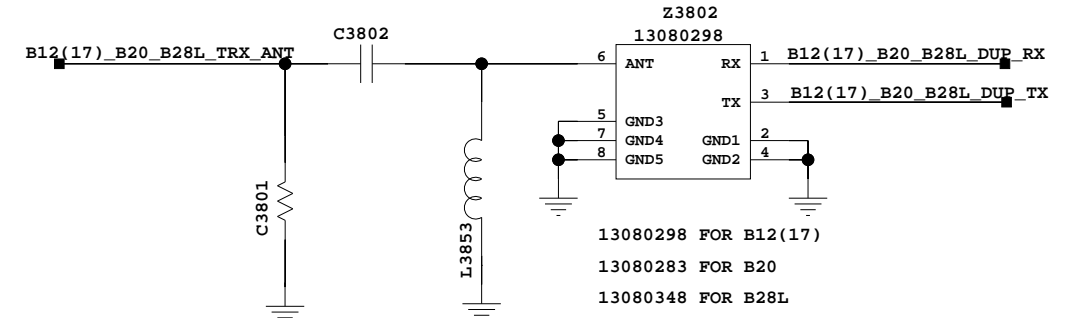 Z3802
C3802
13080298
B12(17)_B20_B28L_TRX_ANT
6 ANT RX 1 B12(17)_B20_B28L_DUP_RX
TX 3 B12(17)_B20_B28L_DUP_TX
5 GND3
7 GND4 GND1 2
8 GND5 GND2 4
C3801
L3853
13080298 FOR B12(17)
13080283 FOR B20
13080348 FOR B28L